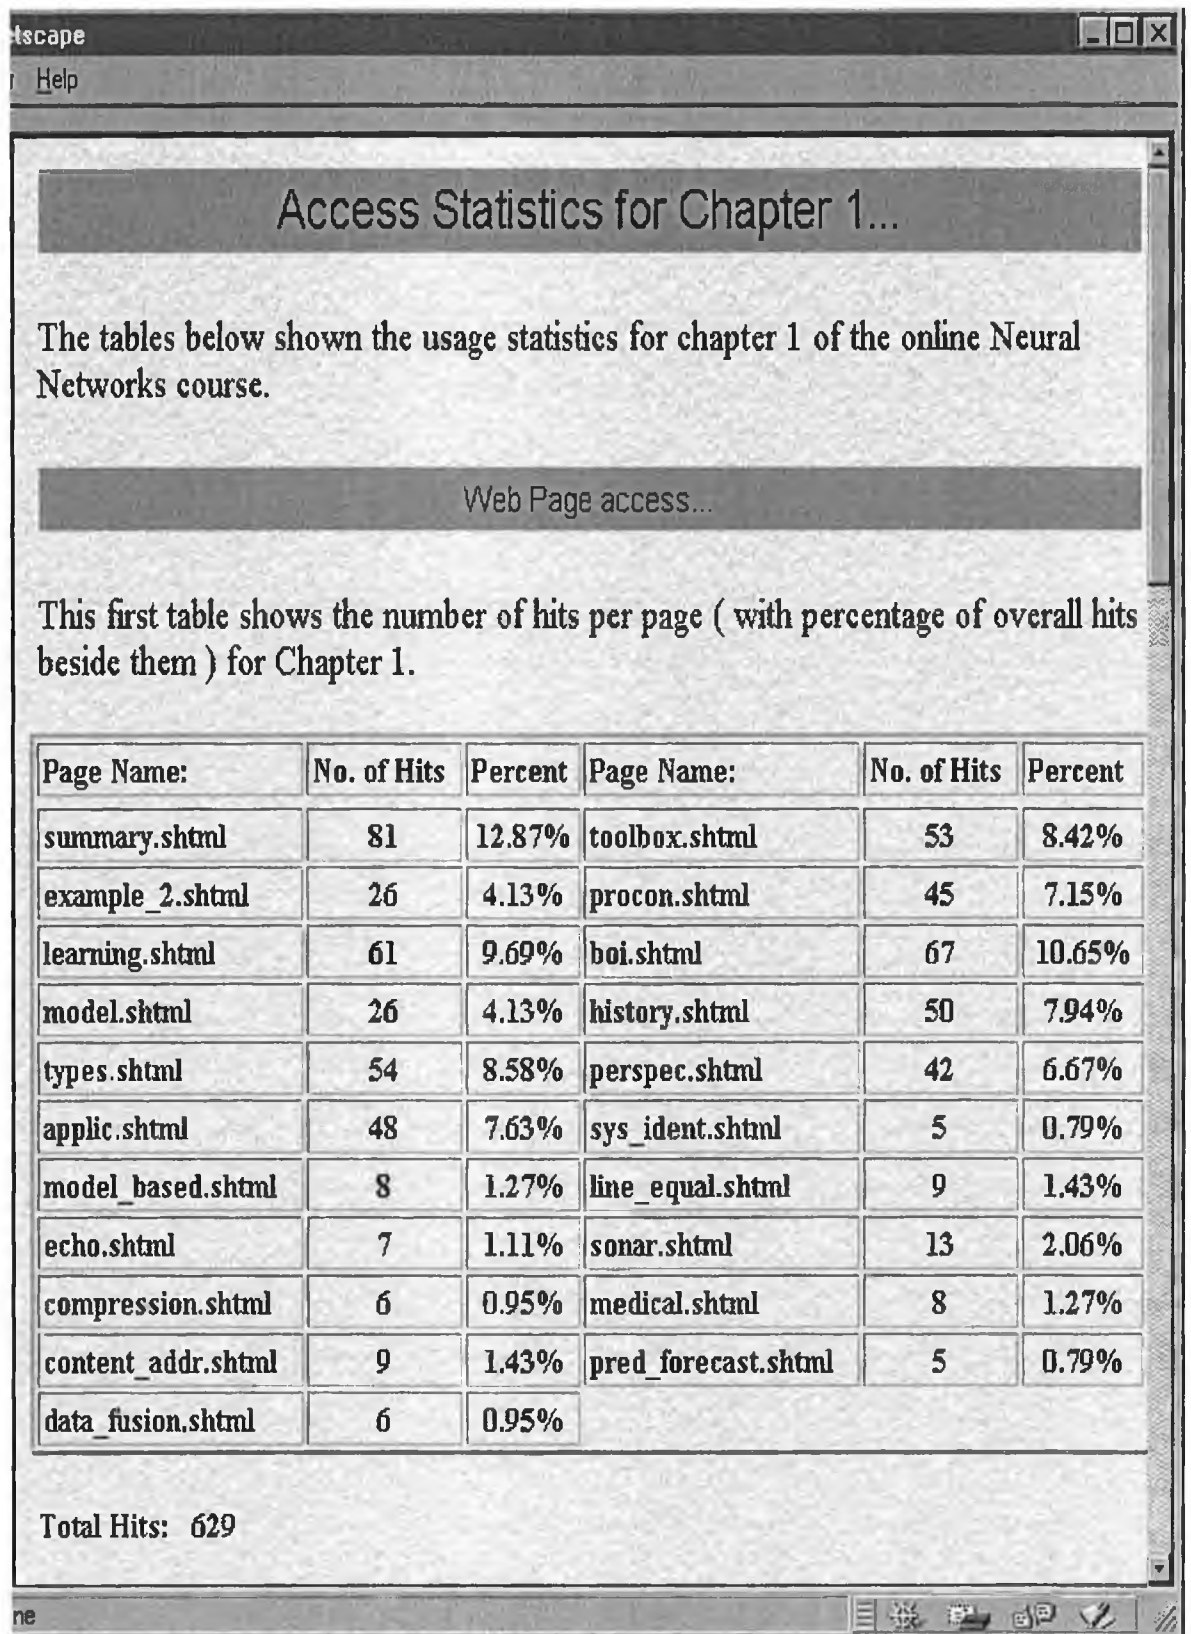 etscape
Help
Access Statistics for Chapter 1...
The tables below shown the usage statistics for chapter 1 of the online Neural
Networks course.
Web Page access...
This first table shows the number of hits per page ( with percentage of overall hits
beside them ) for Chapter 1.
Page Name: No. of Hits Percent Page Name: No. of Hits Percent
summary.shtml 81 12.87% toolbox.shtml 53 8.42%
example_2.shtml 26 4.13% procon.shtml 45 7.15%
learning.shtml 61 9.69% boi.shtml 67 10.65%
model.shtml 26 4.13% history.shtml 50 7.94%
types.shtml 54 8.58% perspec.shtml 42 6.67%
applic.shtml 48 7.63% sys_ident.shtml 5 0.79%
model_based.shtml 8 1.27% line_equal.shtml 9 1.43%
echo.shtml 7 1.11% sonar.shtml 13 2.06%
compression.shtml 6 0.95% medical.shtml 8 1.27%
content_addr.shtml 9 1.43% pred_forecast.shtml 5 0.79%
data_fusion.shtml 6 0.95%
Total Hits: 629
ne